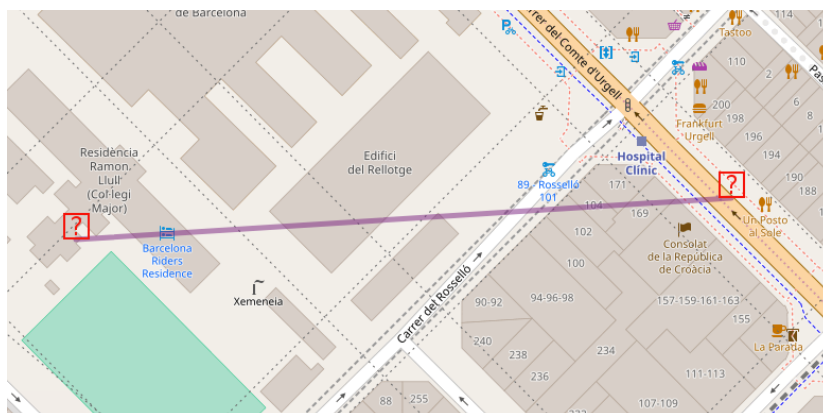 de Barcelona
Carrer del Comte d'Urgell
Tastoo
114
110
2
6
8
Pas
200
198
196
194
190
188
Frankfurt
Urgell
Hospital
Clínic
Residència
Ramon
Llull
(Col·legi
Major)
Edifici
del Rellotge
89 - Rosselló
101
171
104
169
102
100
Un Posto
al Sole
Consolat
de la República
de Croàcia
?
?
Barcelona
Riders
Residence
Xemeneia
Carrer del Rosselló
90-92
94-96-98
157-159-161-163
155
La Parada
240
238
236
234
111-113
107-109
88
255